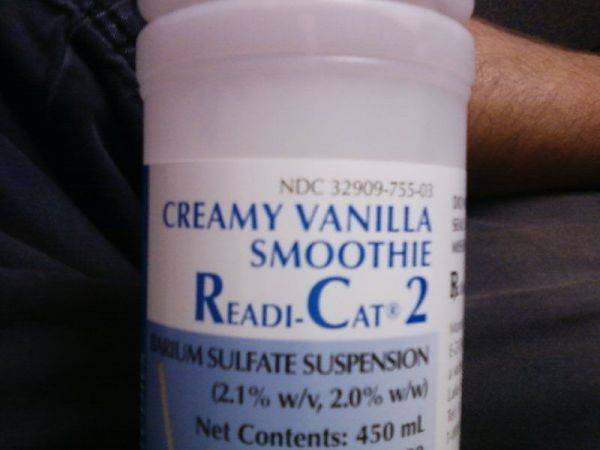 NDC 32909-755-03
CREAMY VANILLA
SMOOTHIE
READI-CAT® 2
BARIUM SULFATE SUSPENSION
(2.1% w/v, 2.0% w/w)
Net Contents: 450 mL